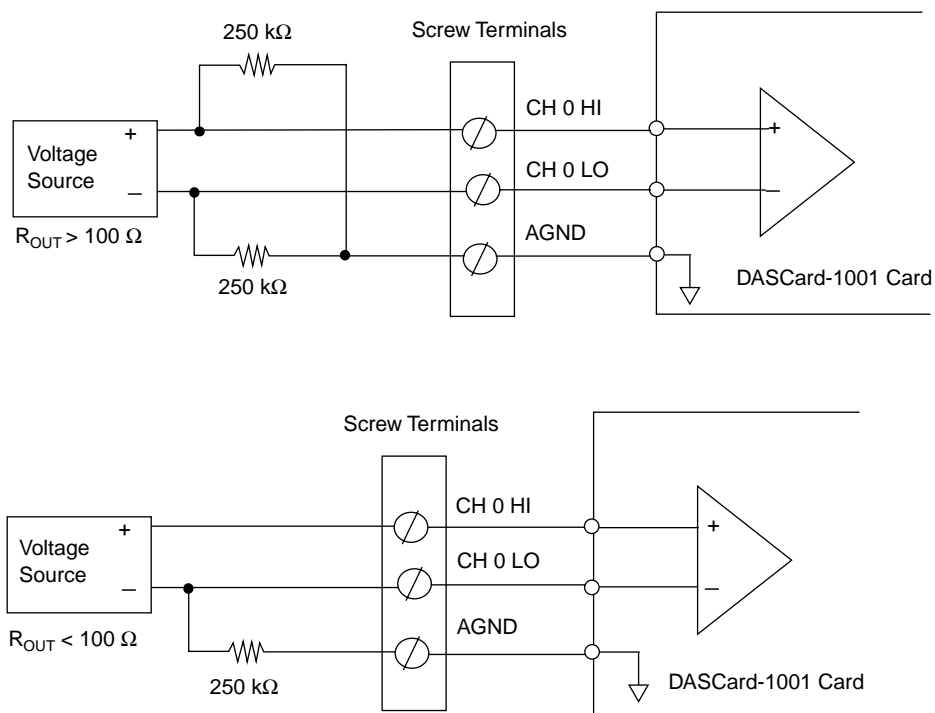 250 kΩ
Screw Terminals
CH 0 HI
+
+
Voltage
Source
CH 0 LO
–
–
R_OUT > 100 Ω
AGND
250 kΩ
DASCard-1001 Card
Screw Terminals
CH 0 HI
+
+
Voltage
Source
CH 0 LO
–
–
R_OUT < 100 Ω
AGND
250 kΩ
DASCard-1001 Card